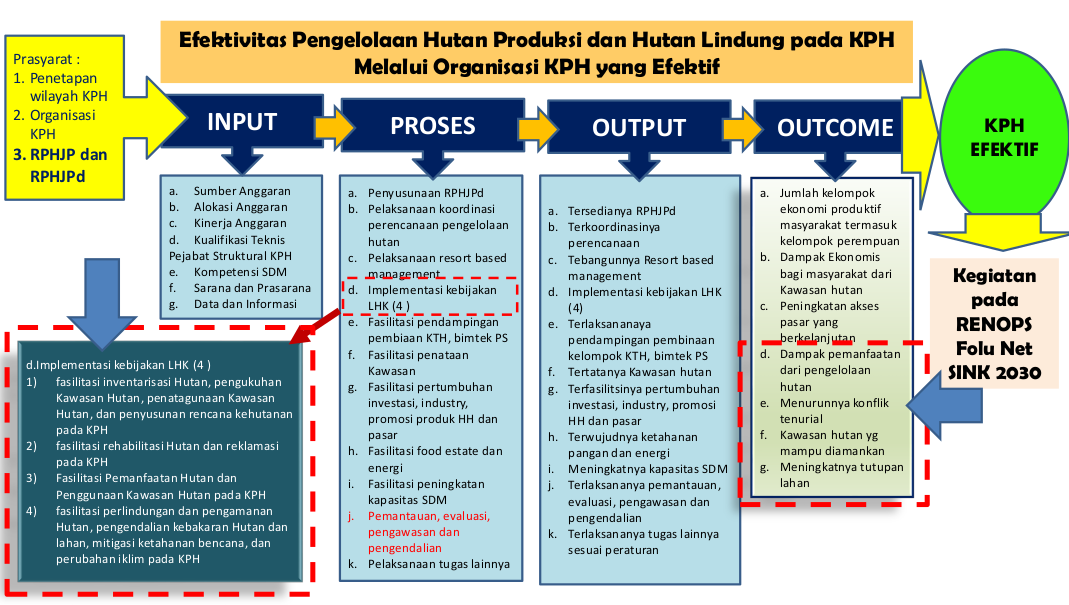 Efektivitas Pengelolaan Hutan Produksi dan Hutan Lindung pada KPH
Melalui Organisasi KPH yang Efektif
Prasyarat :
1. Penetapan
wilayah KPH
2. Organisasi
KPH
3. RPHJP dan
RPHJPd
INPUT
a. Sumber Anggaran
b. Alokasi Anggaran
c. Kinerja Anggaran
d. Kualifikasi Teknis
Pejabat Struktural KPH
e. Kompetensi SDM
f. Sarana dan Prasarana
g. Data dan Informasi
PROSES
a. Penyusunaan RPHJPd
b. Pelaksanaan koordinasi
perencanaan pengelolaan
hutan
c. Pelaksanaan resort based
management
d. Implementasi kebijakan
LHK (4 )
e. Fasilitasi pendampingan
pembiaan KTH, bimtek PS
f. Fasilitasi penataan
Kawasan
g. Fasilitasi pertumbuhan
investasi, industry,
promosi produk HH dan
pasar
h. Fasilitasi food estate dan
energi
i. Fasilitasi peningkatan
kapasitas SDM
j. Pemantauan, evaluasi,
pengawasan dan
pengendalian
k. Pelaksanaan tugas lainnya
OUTPUT
a. Tersedianya RPHJPd
b. Terkoordinasinya
perencanaan
c. Tebangunnya Resort based
management
d. Implementasi kebijakan LHK
(4)
e. Terlaksananaya
pendampingan pembinaan
kelompok KTH, bimtek PS
f. Tertatanya Kawasan hutan
g. Terfasilitsinya pertumbuhan
investasi, industry, promosi
HH dan pasar
h. Terwujudnya ketahanan
pangan dan energi
i. Meningkatnya kapasitas SDM
j. Terlaksananya pemantauan,
evaluasi, pengawasan dan
pengendalian
k. Terlaksananya tugas lainnya
sesuai peraturan
OUTCOME
a. Jumlah kelompok
ekonomi produktif
masyarakat termasuk
kelompok perempuan
b. Dampak Ekonomis
bagi masyarakat dari
Kawasan hutan
c. Peningkatan akses
pasar yang
berkelanjutan
d. Dampak pemanfaatan
dari pengelolaan
hutan
e. Menurunnya konflik
tenurial
f. Kawasan hutan yg
mampu diamankan
g. Meningkatnya tutupan
lahan
KPH
EFEKTIF
Kegiatan
pada
RENOPS
Folu Net
SINK 2030
d.Implementasi kebijakan LHK (4 )
1) fasilitasi inventarisasi Hutan, pengukuhan
Kawasan Hutan, penatagunaan Kawasan
Hutan, dan penyusunan rencana kehutanan
pada KPH
2) fasilitasi rehabilitasi Hutan dan reklamasi
pada KPH
3) Fasilitasi Pemanfaatan Hutan dan
Penggunaan Kawasan Hutan pada KPH
4) fasilitasi perlindungan dan pengamanan
Hutan, pengendalian kebakaran Hutan dan
lahan, mitigasi ketahanan bencana, dan
perubahan iklim pada KPH